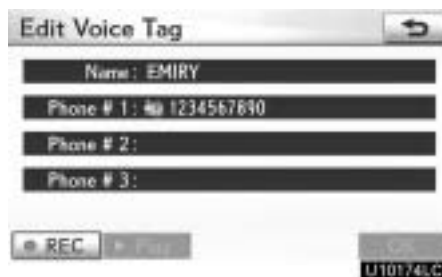 Edit Voice Tag
Name: EMIRY
Phone # 1: 1234567890
Phone # 2:
Phone # 3:
REC Play
OK
U10174LC